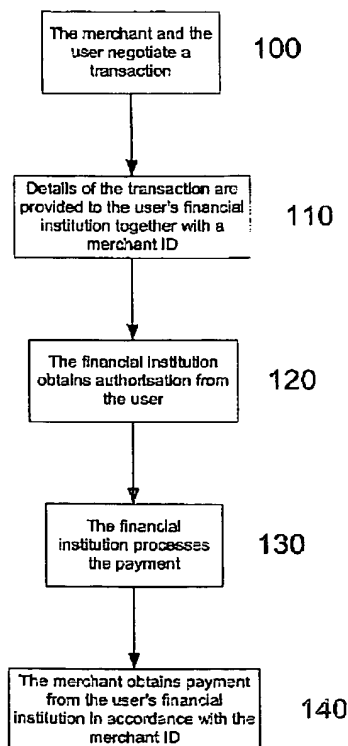 The merchant and the
user negotiate a
transaction
100
Details of the transaction are
provided to the user's financial
institution together with a
merchant ID
110
The financial institution
obtains authorisation from
the user
120
The financial
institution processes
the payment
130
The merchant obtains payment
from the user's financial
institution in accordance with the
merchant ID
140